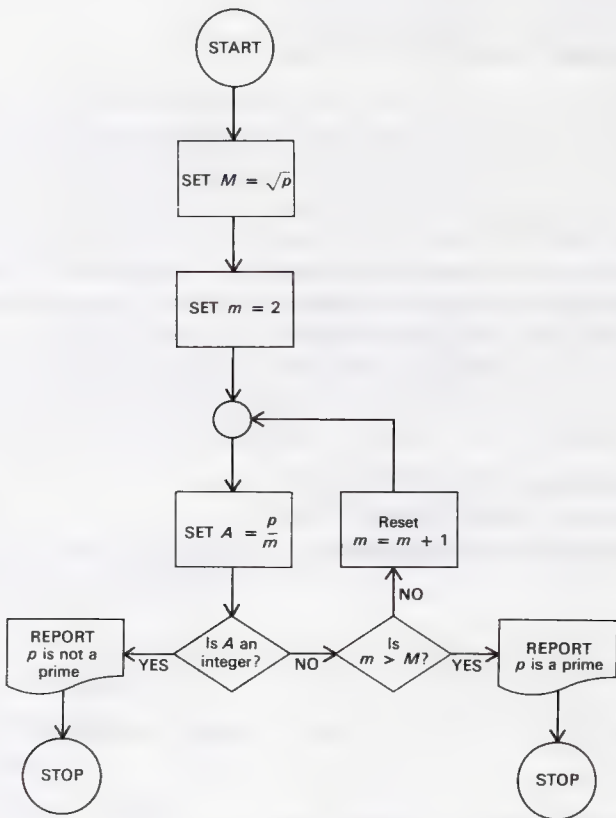 START
SET M = √p
SET m = 2
SET A = p/m
Reset
m = m + 1
NO
Is A an
integer?
YES
NO
Is
m > M?
YES
REPORT
p is not a
prime
REPORT
p is a prime
STOP
STOP